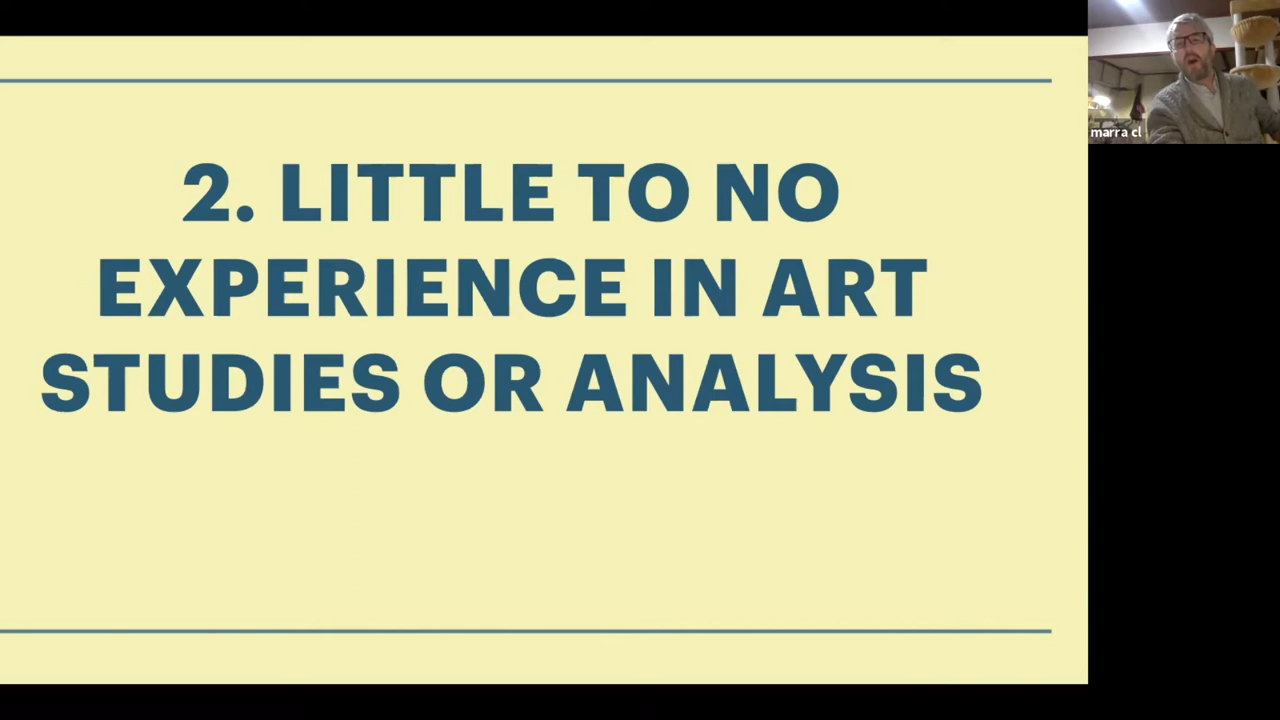 2. LITTLE TO NO
EXPERIENCE IN ART
STUDIES OR ANALYSIS
marra cl